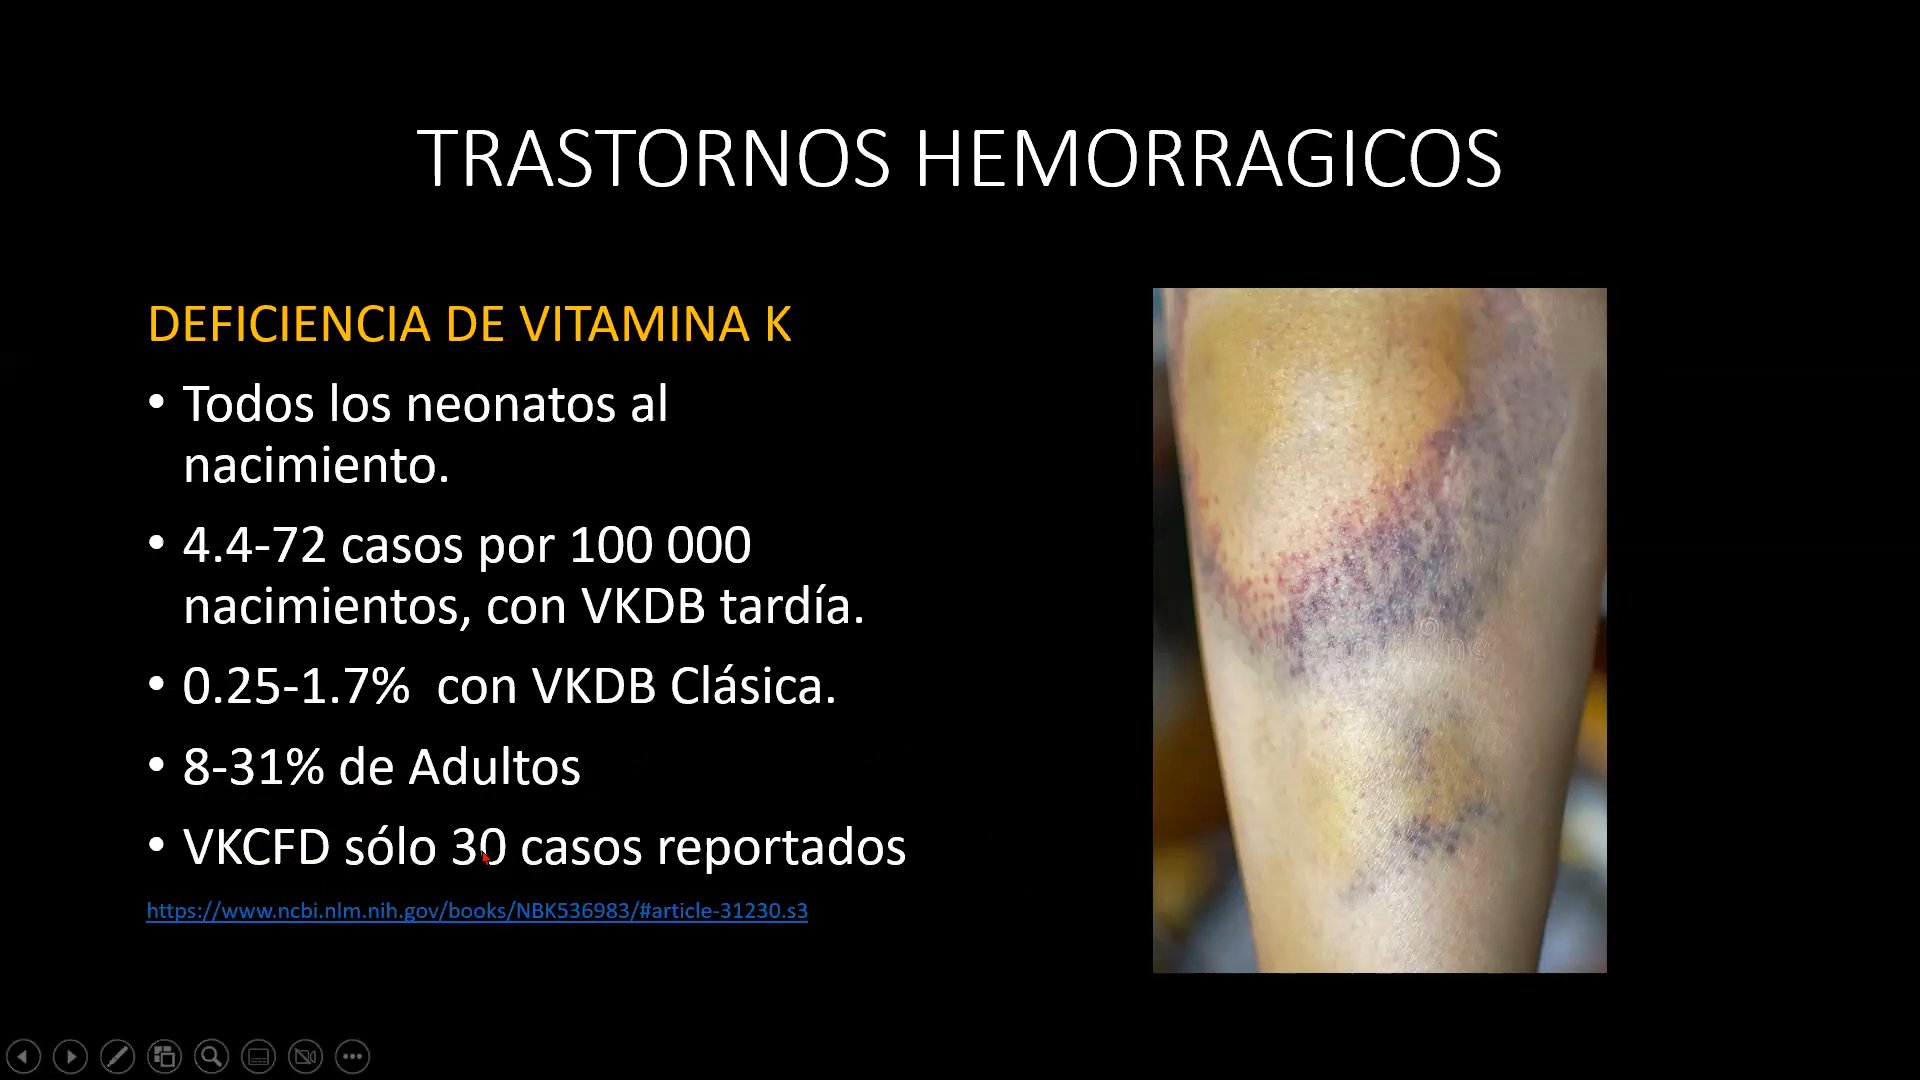 TRASTORNOS HEMORRAGICOS
DEFICIENCIA DE VITAMINA K
• Todos los neonatos al
nacimiento.
• 4.4-72 casos por 100 000
nacimientos, con VKDB tardía.
• 0.25-1.7%  con VKDB Clásica.
• 8-31% de Adultos
• VKCFD sólo 30 casos reportados
https://www.ncbi.nlm.nih.gov/books/NBK536983/#article-31230.s3